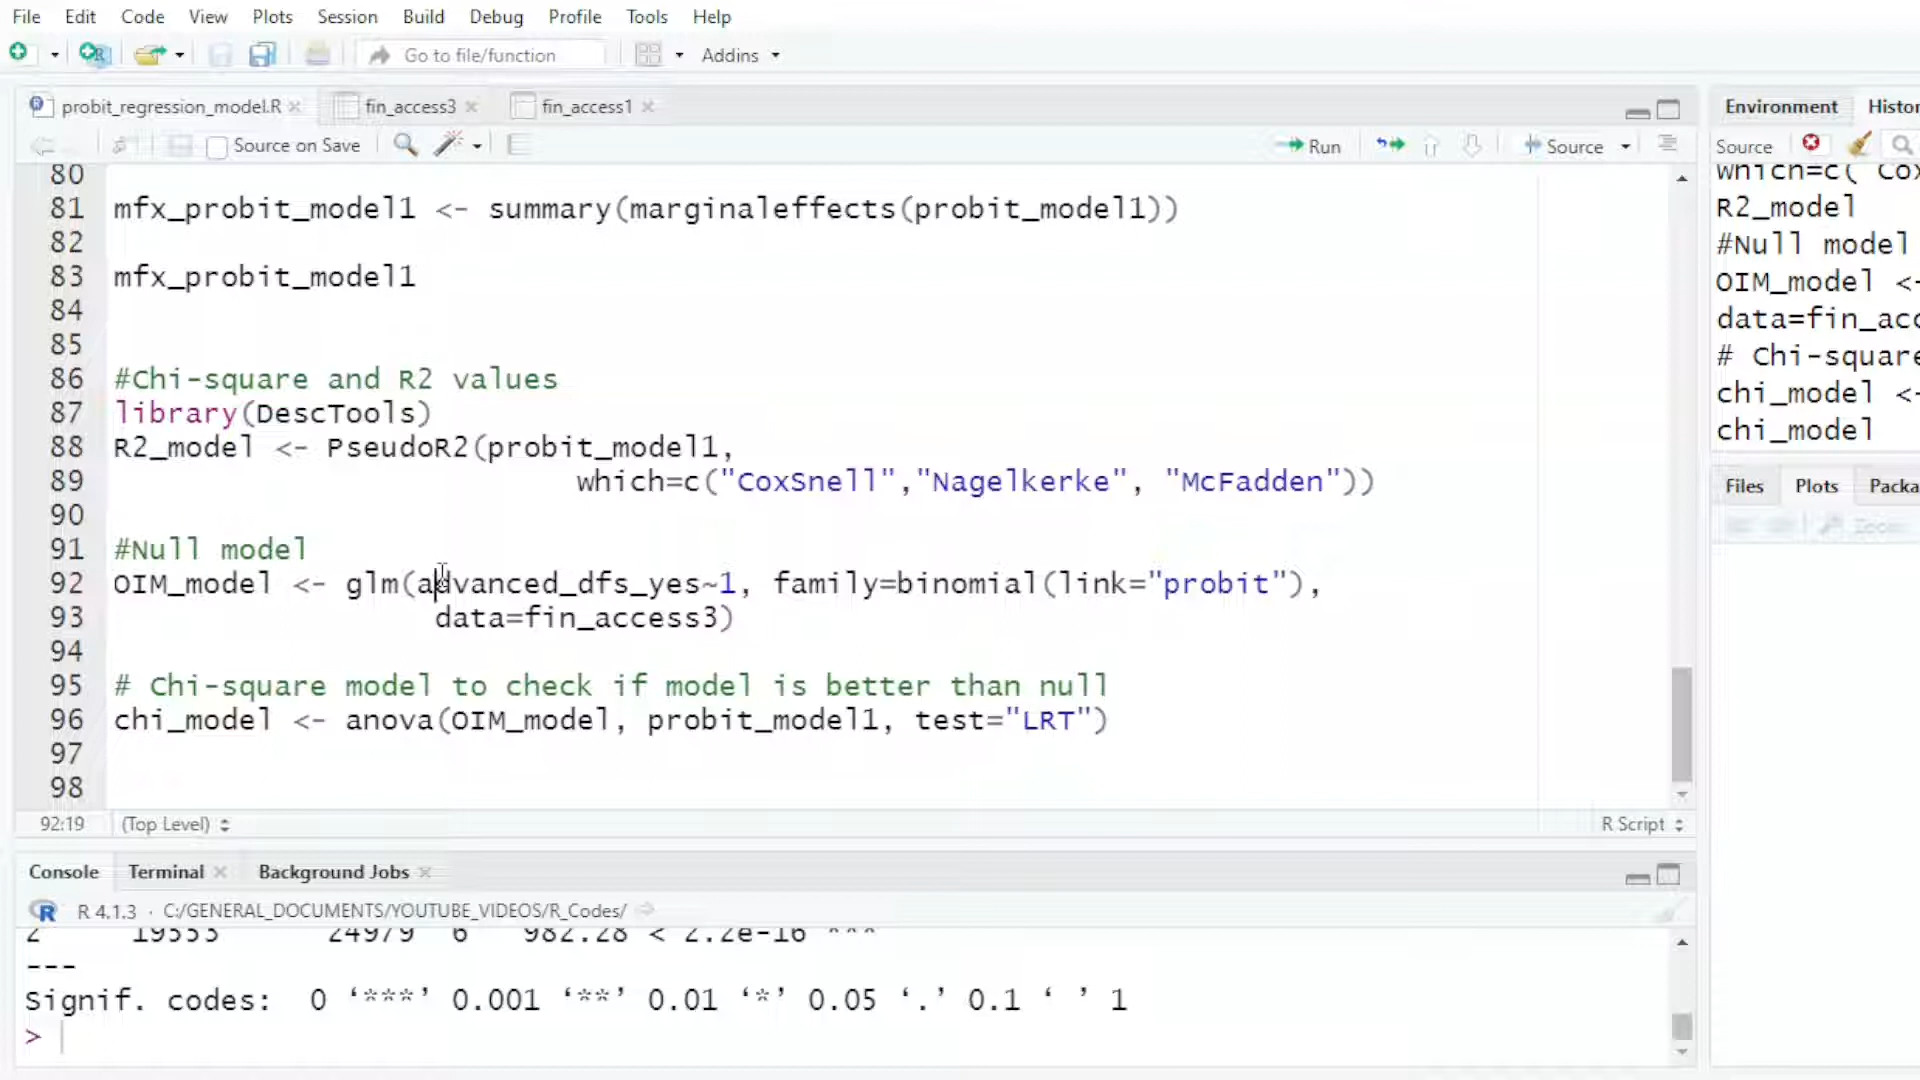 File Edit Code View Plots Session Build Debug Profile Tools Help
Go to file/function Addins
probit_regression_model.R fin_access3 fin_access1
Source on Save Run Source
80
81 mfx_probit_model1 <- summary(marginaleffects(probit_model1))
82
83 mfx_probit_model1
84
85
86 #Chi-square and R2 values
87 library(DescTools)
88 R2_model <- PseudoR2(probit_model1,
89 which=c("CoxSnell","Nagelkerke", "McFadden"))
90
91 #Null model
92 OIM_model <- glm(advanced_dfs_yes~1, family=binomial(link="probit"),
93 data=fin_access3)
94
95 # Chi-square model to check if model is better than null
96 chi_model <- anova(OIM_model, probit_model1, test="LRT")
97
98
92:19 (Top Level) R Script
Console Terminal Background Jobs
R 4.1.3 · C:/GENERAL_DOCUMENTS/YOUTUBE_VIDEOS/R_Codes/
2 19553 24979 6 982.28 < 2.2e-16 ***
---
Signif. codes: 0 ‘***’ 0.001 ‘**’ 0.01 ‘*’ 0.05 ‘.’ 0.1 ‘ ’ 1
>
Environment Histor
Source
which=c("Cox
R2_model
#Null model
OIM_model <-
data=fin_acc
# Chi-square
chi_model <-
chi_model
Files Plots Packa
Zoom